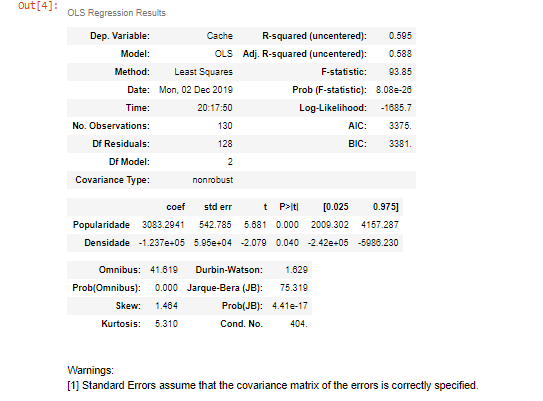 Out[4]:
OLS Regression Results
Dep. Variable: Cache R-squared (uncentered): 0.595
Model: OLS Adj. R-squared (uncentered): 0.588
Method: Least Squares F-statistic: 93.85
Date: Mon, 02 Dec 2019 Prob (F-statistic): 8.08e-26
Time: 20:17:50 Log-Likelihood: -1685.7
No. Observations: 130 AIC: 3375.
Df Residuals: 128 BIC: 3381.
Df Model: 2
Covariance Type: nonrobust
coef std err t P>|t| [0.025 0.975]
Popularidade 3083.2941 542.785 5.681 0.000 2009.302 4157.287
Densidade -1.237e+05 5.95e+04 -2.079 0.040 -2.42e+05 -5986.230
Omnibus: 41.619 Durbin-Watson: 1.629
Prob(Omnibus): 0.000 Jarque-Bera (JB): 75.319
Skew: 1.464 Prob(JB): 4.41e-17
Kurtosis: 5.310 Cond. No. 404.
Warnings:
[1] Standard Errors assume that the covariance matrix of the errors is correctly specified.